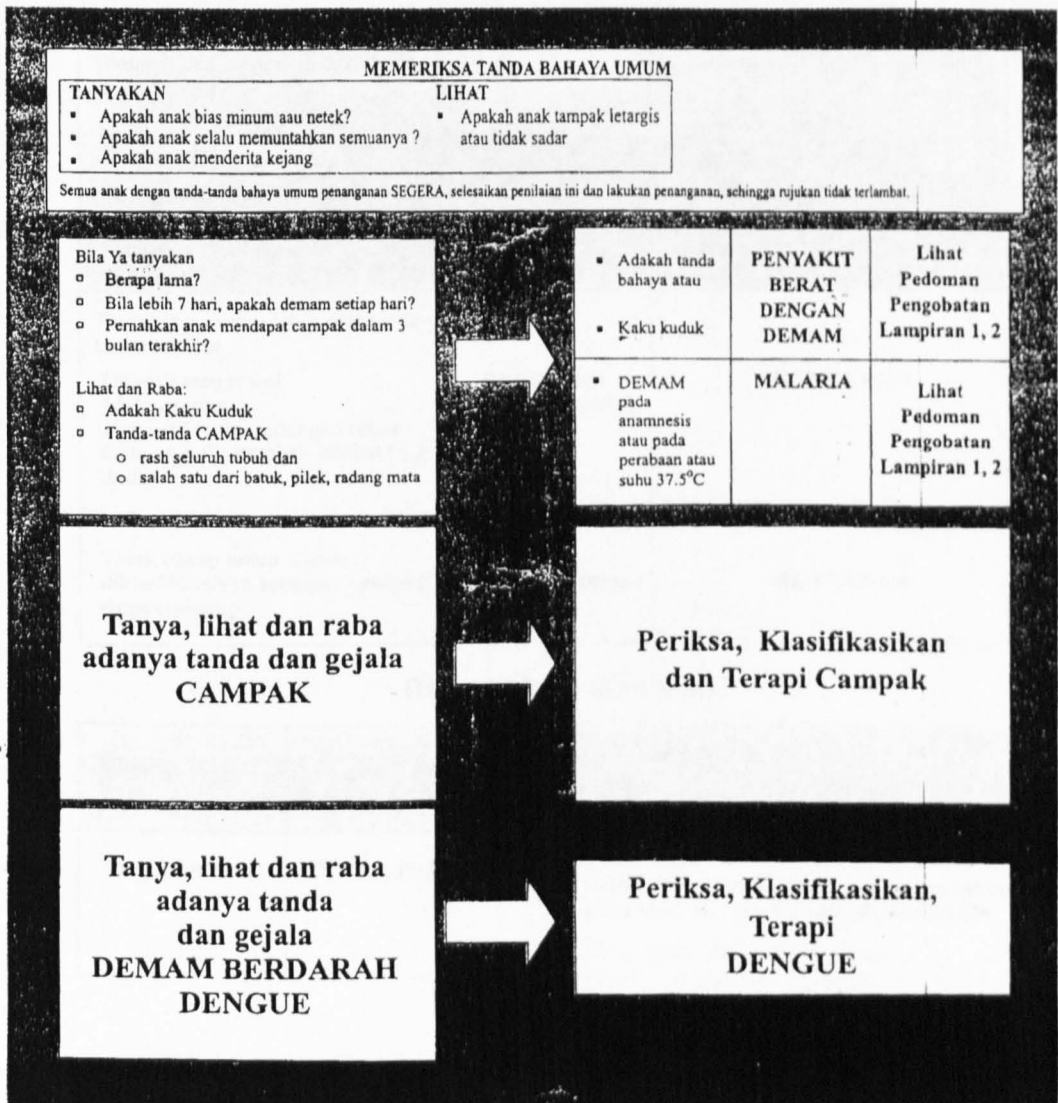 MEMERIKSA TANDA BAHAYA UMUM
TANYAKAN
▪ Apakah anak bias minum aau netek?
▪ Apakah anak selalu memuntahkan semuanya ?
▪ Apakah anak menderita kejang
LIHAT
▪ Apakah anak tampak letargis
atau tidak sadar
Semua anak dengan tanda-tanda bahaya umum penanganan SEGERA, selesaikan penilaian ini dan lakukan penanganan, sehingga rujukan tidak terlambat.
Bila Ya tanyakan
▫ Berapa lama?
▫ Bila lebih 7 hari, apakah demam setiap hari?
▫ Pernahkan anak mendapat campak dalam 3
bulan terakhir?
Lihat dan Raba:
▫ Adakah Kaku Kuduk
▫ Tanda-tanda CAMPAK
o rash seluruh tubuh dan
o salah satu dari batuk, pilek, radang mata
▪ Adakah tanda
bahaya atau
▪ Kaku kuduk
PENYAKIT
BERAT
DENGAN
DEMAM
Lihat
Pedoman
Pengobatan
Lampiran 1, 2
▪ DEMAM
pada
anamnesis
atau pada
perabaan atau
suhu 37.5⁰C
MALARIA
Lihat
Pedoman
Pengobatan
Lampiran 1, 2
Tanya, lihat dan raba
adanya tanda dan gejala
CAMPAK
Periksa, Klasifikasikan
dan Terapi Campak
Tanya, lihat dan raba
adanya tanda
dan gejala
DEMAM BERDARAH
DENGUE
Periksa, Klasifikasikan,
Terapi
DENGUE